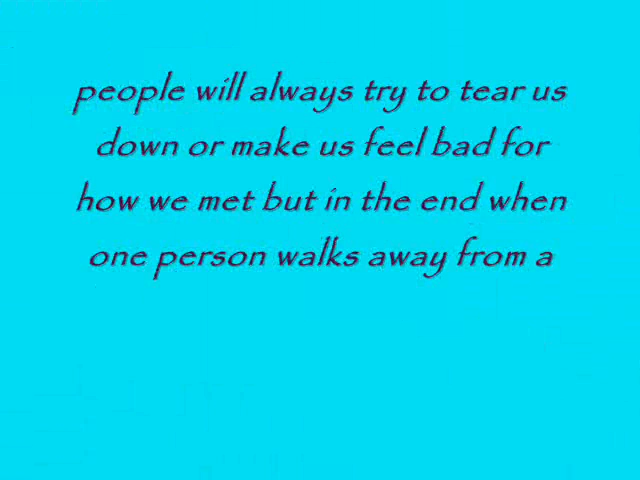 people will always try to tear us
down or make us feel bad for
how we met but in the end when
one person walks away from a